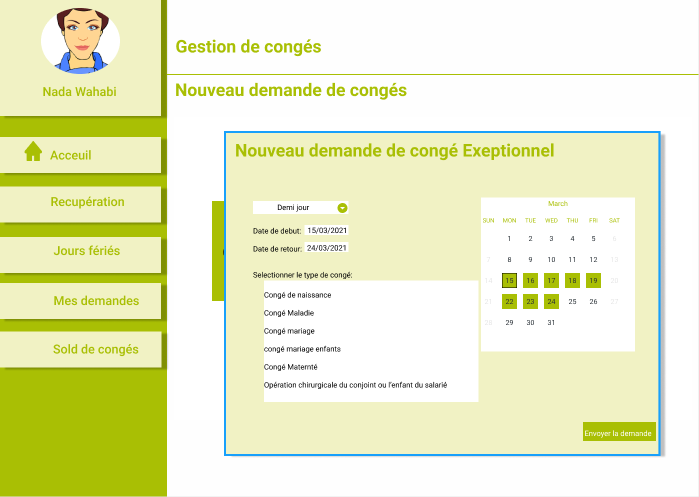 Nada Wahabi
Acceuil
Recupération
Jours fériés
Mes demandes
Sold de congés
Gestion de congés
Nouveau demande de congés
Nouveau demande de congé Exeptionnel
Demi jour
Date de debut: 15/03/2021
Date de retour: 24/03/2021
Selectionner le type de congé:
Congé de naissance
Congé Maladie
Congé mariage
congé mariage enfants
Congé Maternté
Opération chirurgicale du conjoint ou l'enfant du salarié
March
SUN MON TUE WED THU FRI SAT
1 2 3 4 5 6
7 8 9 10 11 12 13
14 15 16 17 18 19 20
21 22 23 24 25 26 27
28 29 30 31
Envoyer la demande